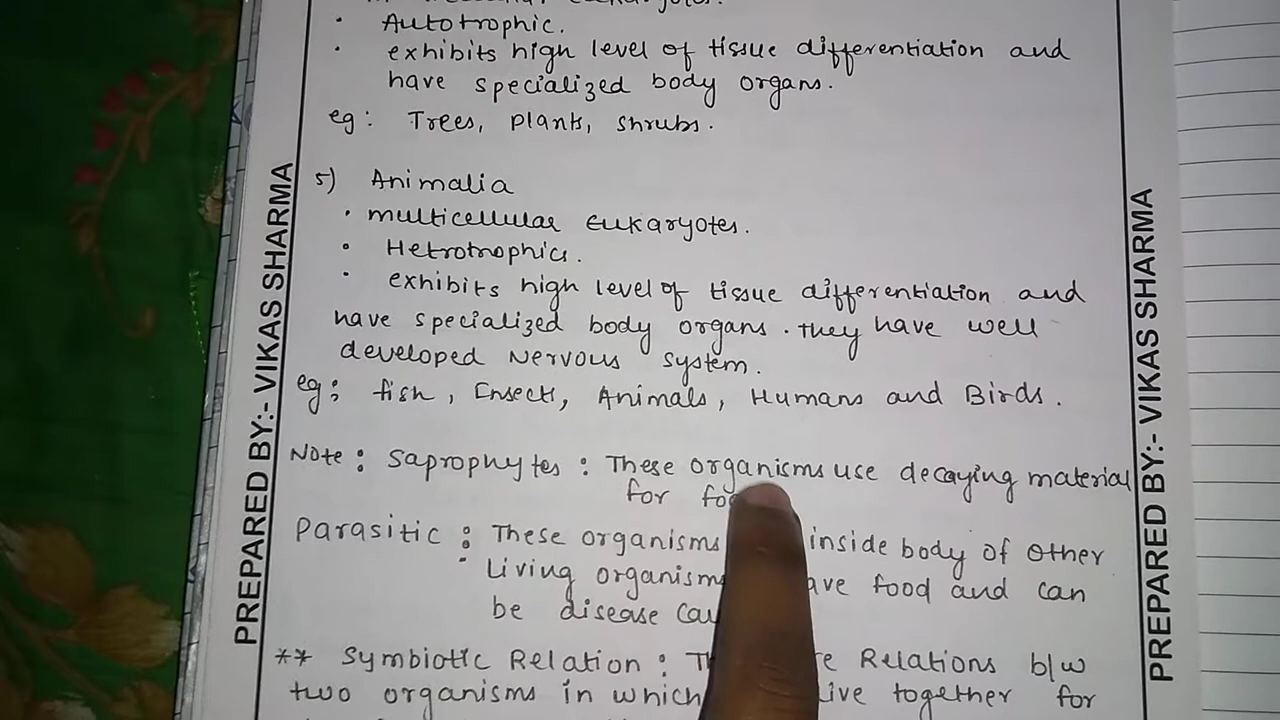 Autotrophic.
exhibits high level of tissue differentiation and
have specialized body organs.
eg: Trees, plants, shrubs.
5) Animalia
• multicellular Eukaryotes.
• Hetrotrophics.
• exhibits high level of tissue differentiation and
have specialized body organs. They have well
developed Nervous system.
eg: fish, Insects, Animals, Humans and Birds.
Note: Saprophytes: These organisms use decaying material
for
Parasitic: These organisms inside body of other
Living food and can
be disease
** Symbiotic Relation: Relations b/w
two organisms in which together for
PREPARED BY:- VIKAS SHARMA
PREPARED BY:- VIKAS SHARMA